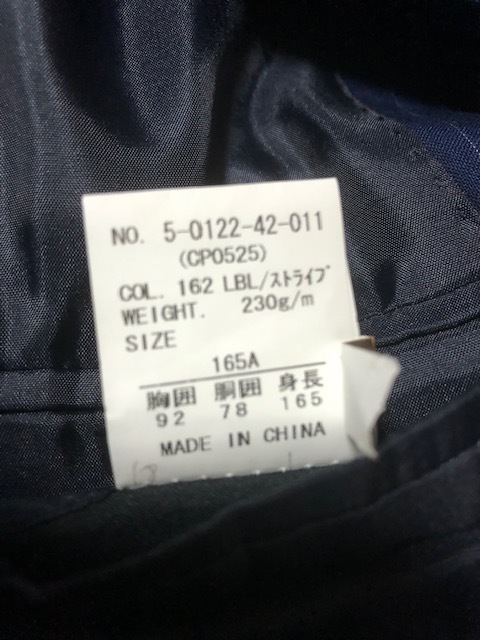 NO. 5-0122-42-011
(CP0525)
COL. 162 LBL/ストライプ
WEIGHT. 230g/m
SIZE
165A
胸囲 胴囲 身長
92 78 165
MADE IN CHINA